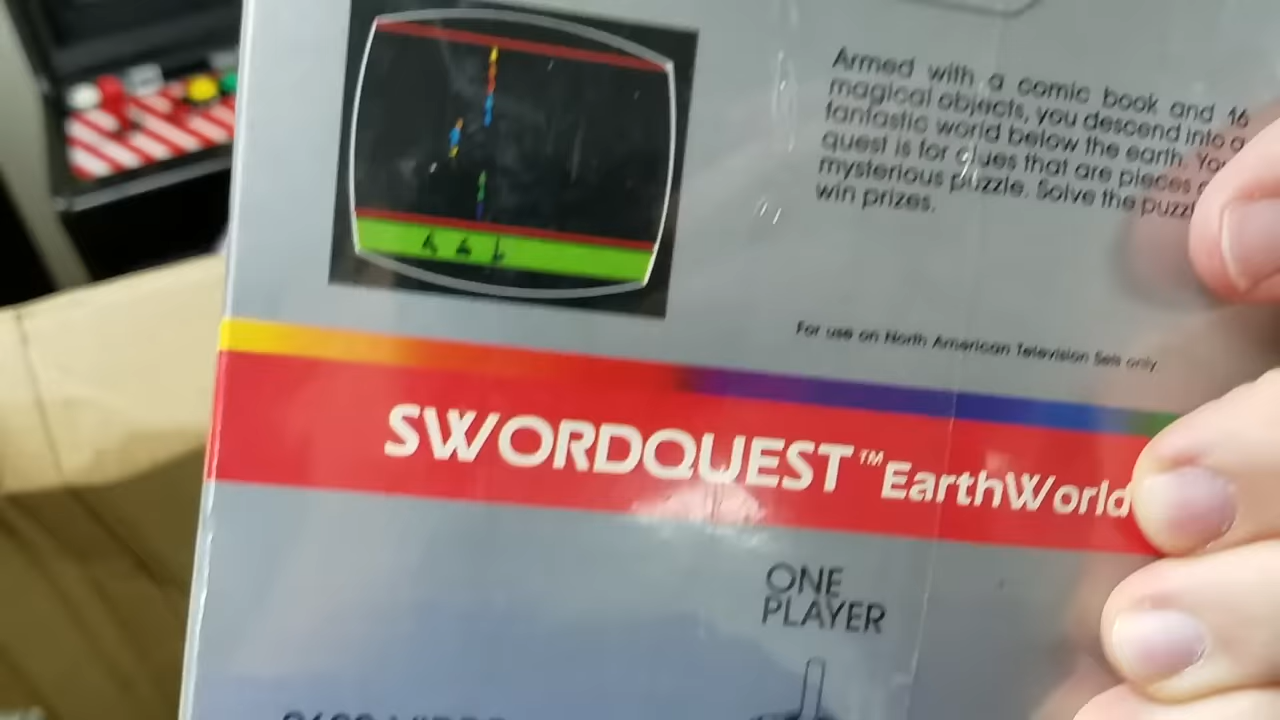 Armed with a comic book and 16
magical objects, you descend into a
fantastic world below the earth. Your
quest is for clues that are pieces
mysterious puzzle. Solve the
win prizes.
For use on North American Television Sets only.
SWORDQUEST™ EarthWorld
ONE
PLAYER